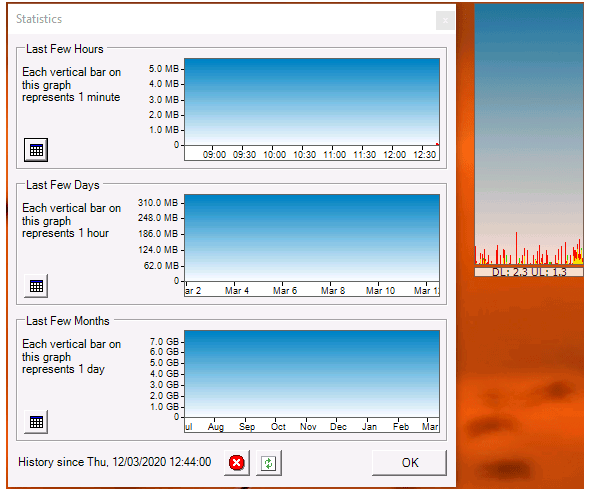 Statistics
x
Last Few Hours
Each vertical bar on
this graph
represents 1 minute
5.0 MB
4.0 MB
3.0 MB
2.0 MB
1.0 MB
0
09:00 09:30 10:00 10:30 11:00 11:30 12:00 12:30
Last Few Days
Each vertical bar on
this graph
represents 1 hour
310.0 MB
248.0 MB
186.0 MB
124.0 MB
62.0 MB
0
ar 2 Mar 4 Mar 6 Mar 8 Mar 10 Mar 1
Last Few Months
Each vertical bar on
this graph
represents 1 day
7.0 GB
6.0 GB
5.0 GB
4.0 GB
3.0 GB
2.0 GB
1.0 GB
0
ul Aug Sep Oct Nov Dec Jan Feb Mar
History since Thu, 12/03/2020 12:44:00
OK
DL: 2.3 UL: 1.3